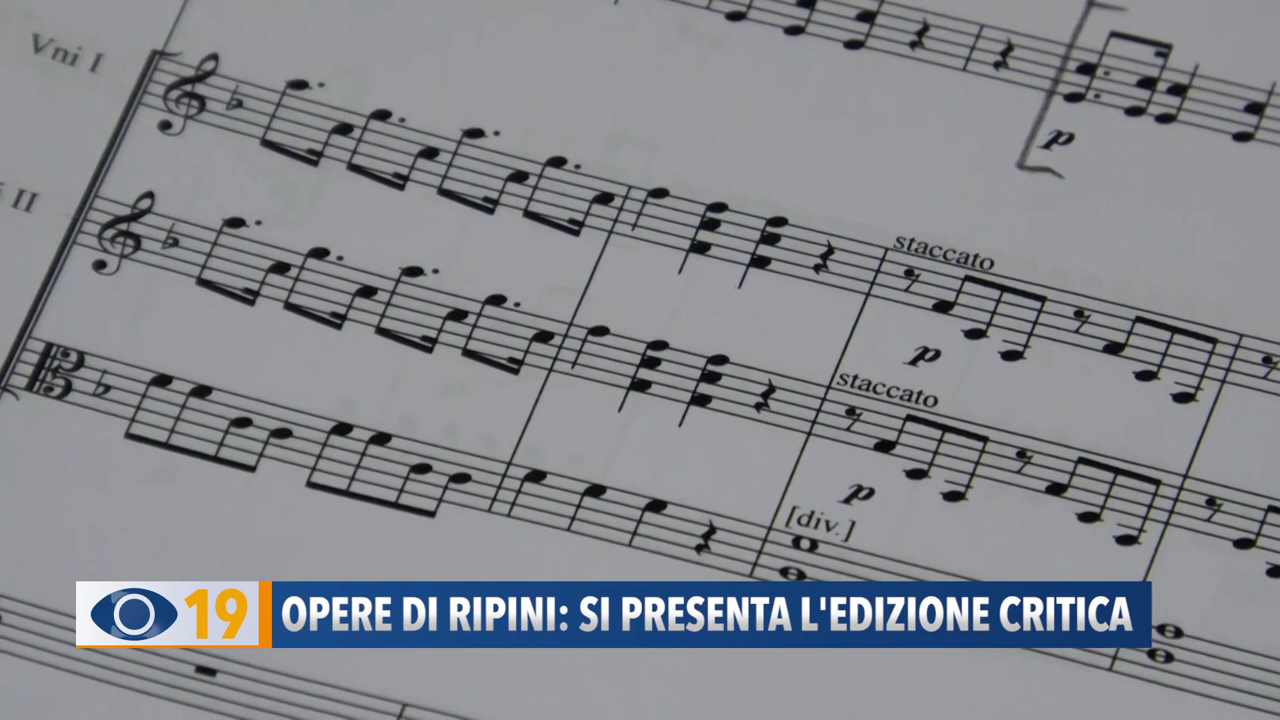 Vni I
p
II
staccato
p
staccato
p
[div.]
19 OPERE DI RIPINI: SI PRESENTA L'EDIZIONE CRITICA